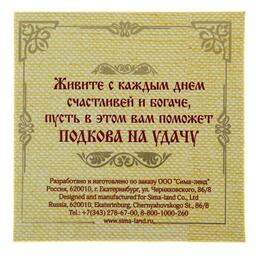 Живите с каждым днем
счастливей и богаче,
пусть в этом вам поможет
подкова на удачу
Разработано и изготовлено по заказу ООО "Сима-ленд"
Россия, 620010, г. Екатеринбург, ул. Черняховского, 86/8
Designed and manufactured for Sima-land Co., Ltd
Russia, 620010, Ekaterinburg, Chernyahovskogo St., 86/8
Тел.: +7(343) 278-67-00, 8-800-1000-260
www.sima-land.ru